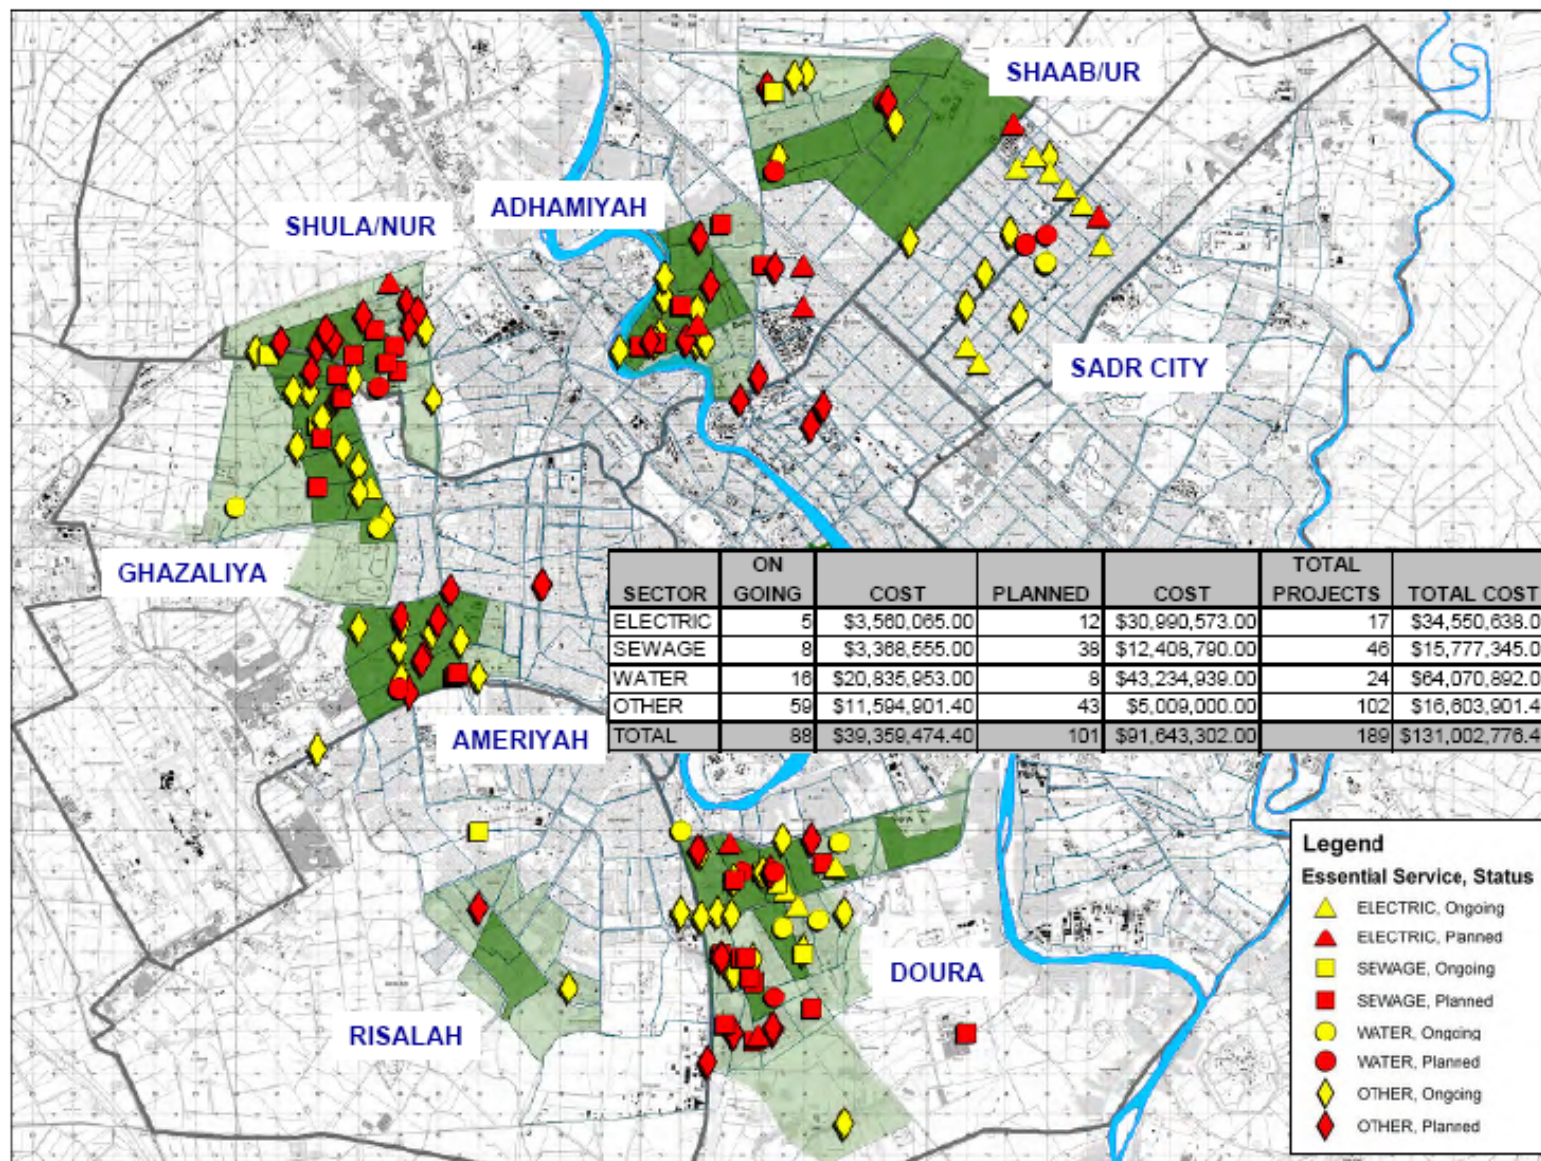 SHAAB/UR
ADHAMIYAH
SHULA/NUR
SADR CITY
GHAZALIYA
SECTOR ON GOING COST PLANNED COST TOTAL PROJECTS TOTAL COST
ELECTRIC 5 $3,560,065.00 12 $30,990,573.00 17 $34,550,638.0
SEWAGE 8 $3,368,555.00 38 $12,408,790.00 46 $15,777,345.0
WATER 16 $20,835,953.00 8 $43,234,939.00 24 $64,070,892.0
OTHER 59 $11,594,901.40 43 $5,009,000.00 102 $16,603,901.4
TOTAL 88 $39,359,474.40 101 $91,643,302.00 189 $131,002,776.4
AMERIYAH
DOURA
RISALAH
Legend
Essential Service, Status
ELECTRIC, Ongoing
ELECTRIC, Planned
SEWAGE, Ongoing
SEWAGE, Planned
WATER, Ongoing
WATER, Planned
OTHER, Ongoing
OTHER, Planned